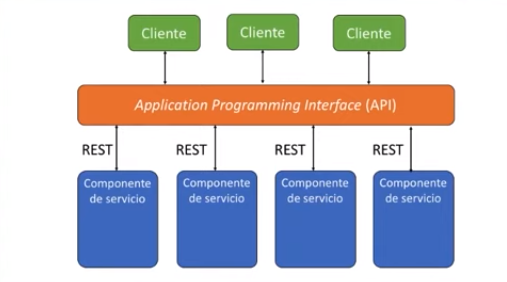 Cliente
Cliente
Cliente
Application Programming Interface (API)
REST
REST
REST
REST
Componente
de servicio
Componente
de servicio
Componente
de servicio
Componente
de servicio